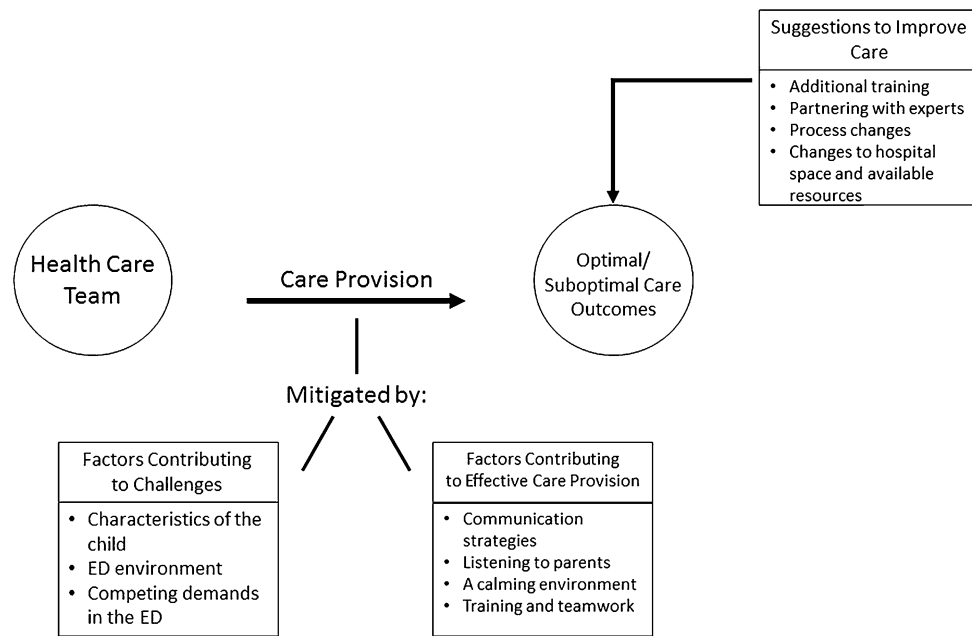 Suggestions to Improve
Care
• Additional training
• Partnering with experts
• Process changes
• Changes to hospital
space and available
resources
Health Care
Team
Care Provision
Optimal/
Suboptimal Care
Outcomes
Mitigated by:
Factors Contributing
to Challenges
• Characteristics of the
child
• ED environment
• Competing demands
in the ED
Factors Contributing
to Effective Care Provision
• Communication
strategies
• Listening to parents
• A calming environment
• Training and teamwork